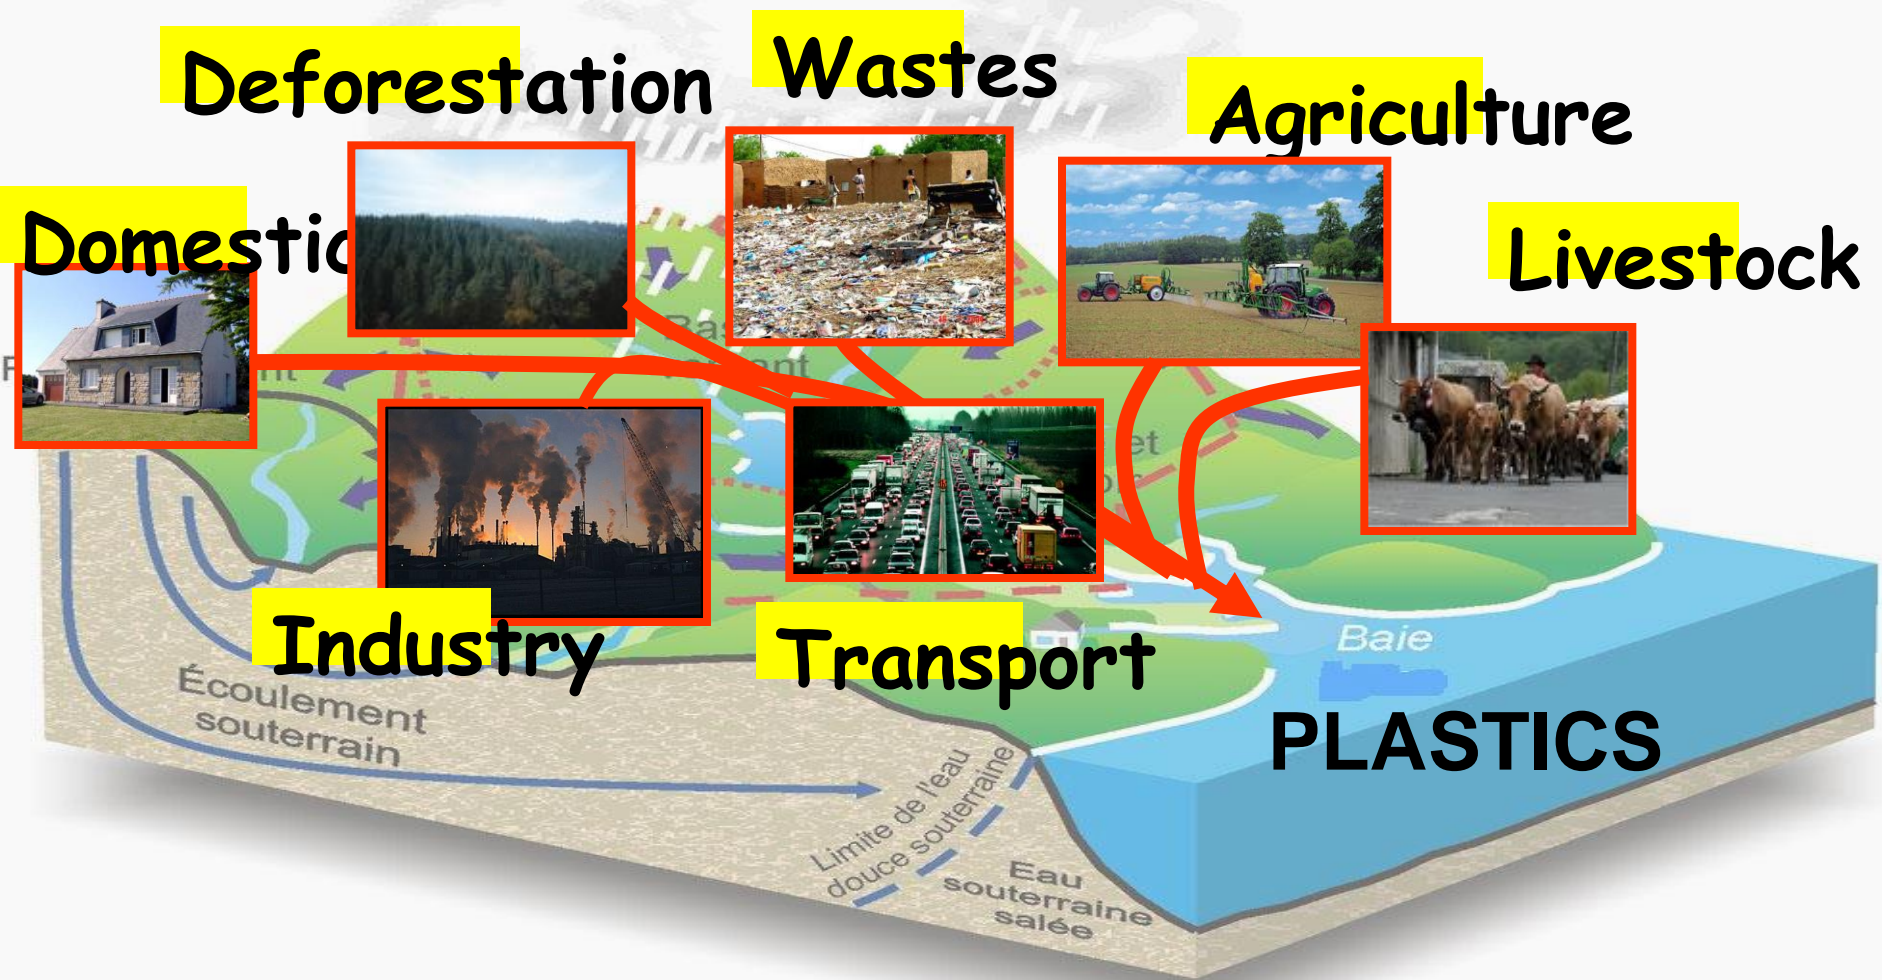 Deforestation
Wastes
Agriculture
Domestic
Livestock
Industry
Transport
Baie
PLASTICS
Écoulement
souterrain
Limite de l'eau
douce souterraine
Eau
souterraine
salée